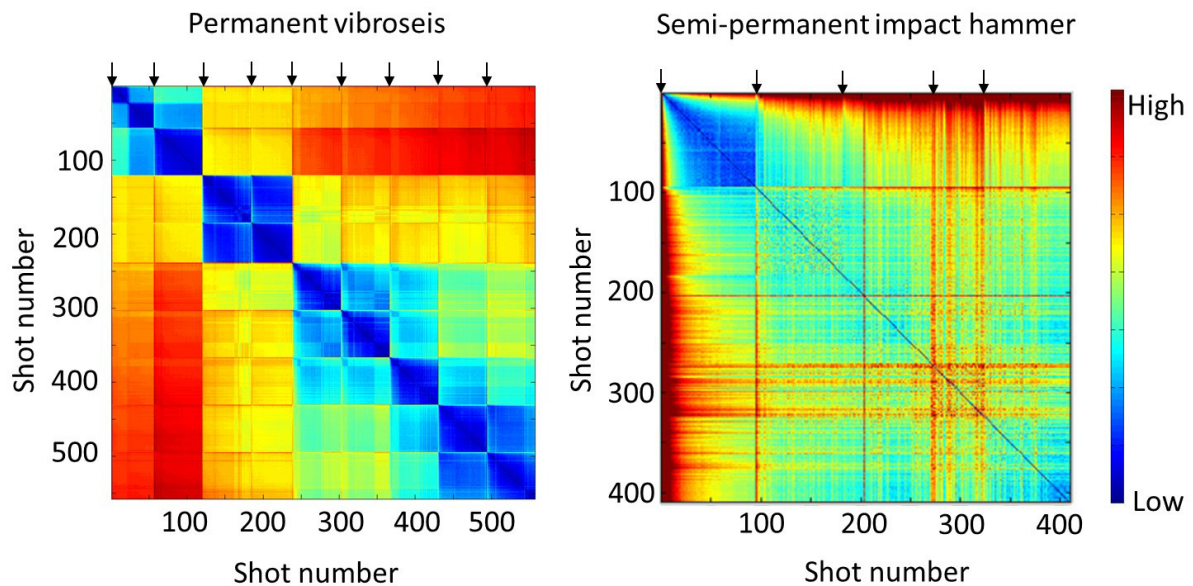 Permanent vibroseis
Semi-permanent impact hammer
Shot number
100
200
300
400
500
100 200 300 400 500
Shot number
Shot number
100
200
300
400
100 200 300 400
Shot number
High
Low